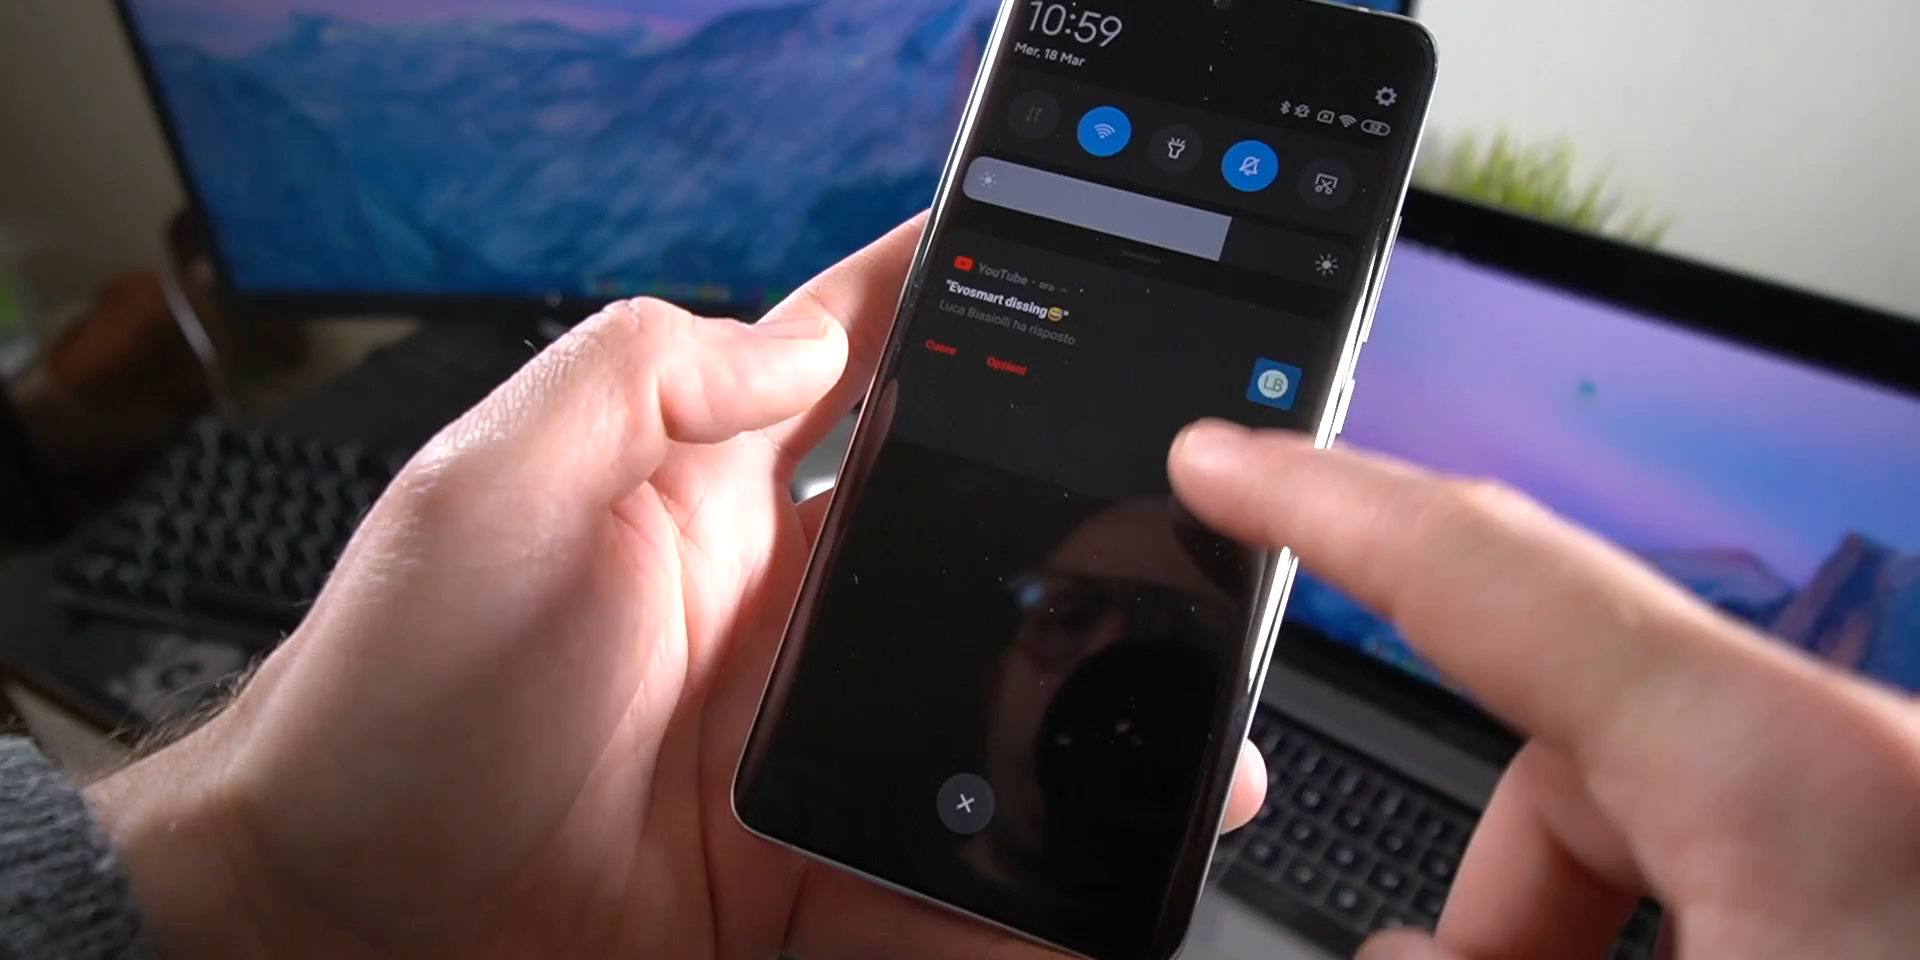 10:59
Mer, 18 Mar
YouTube · ora
"Evosmart dissing😄"
Luca Biasiolli ha risposto
Cuore Opzioni
LB